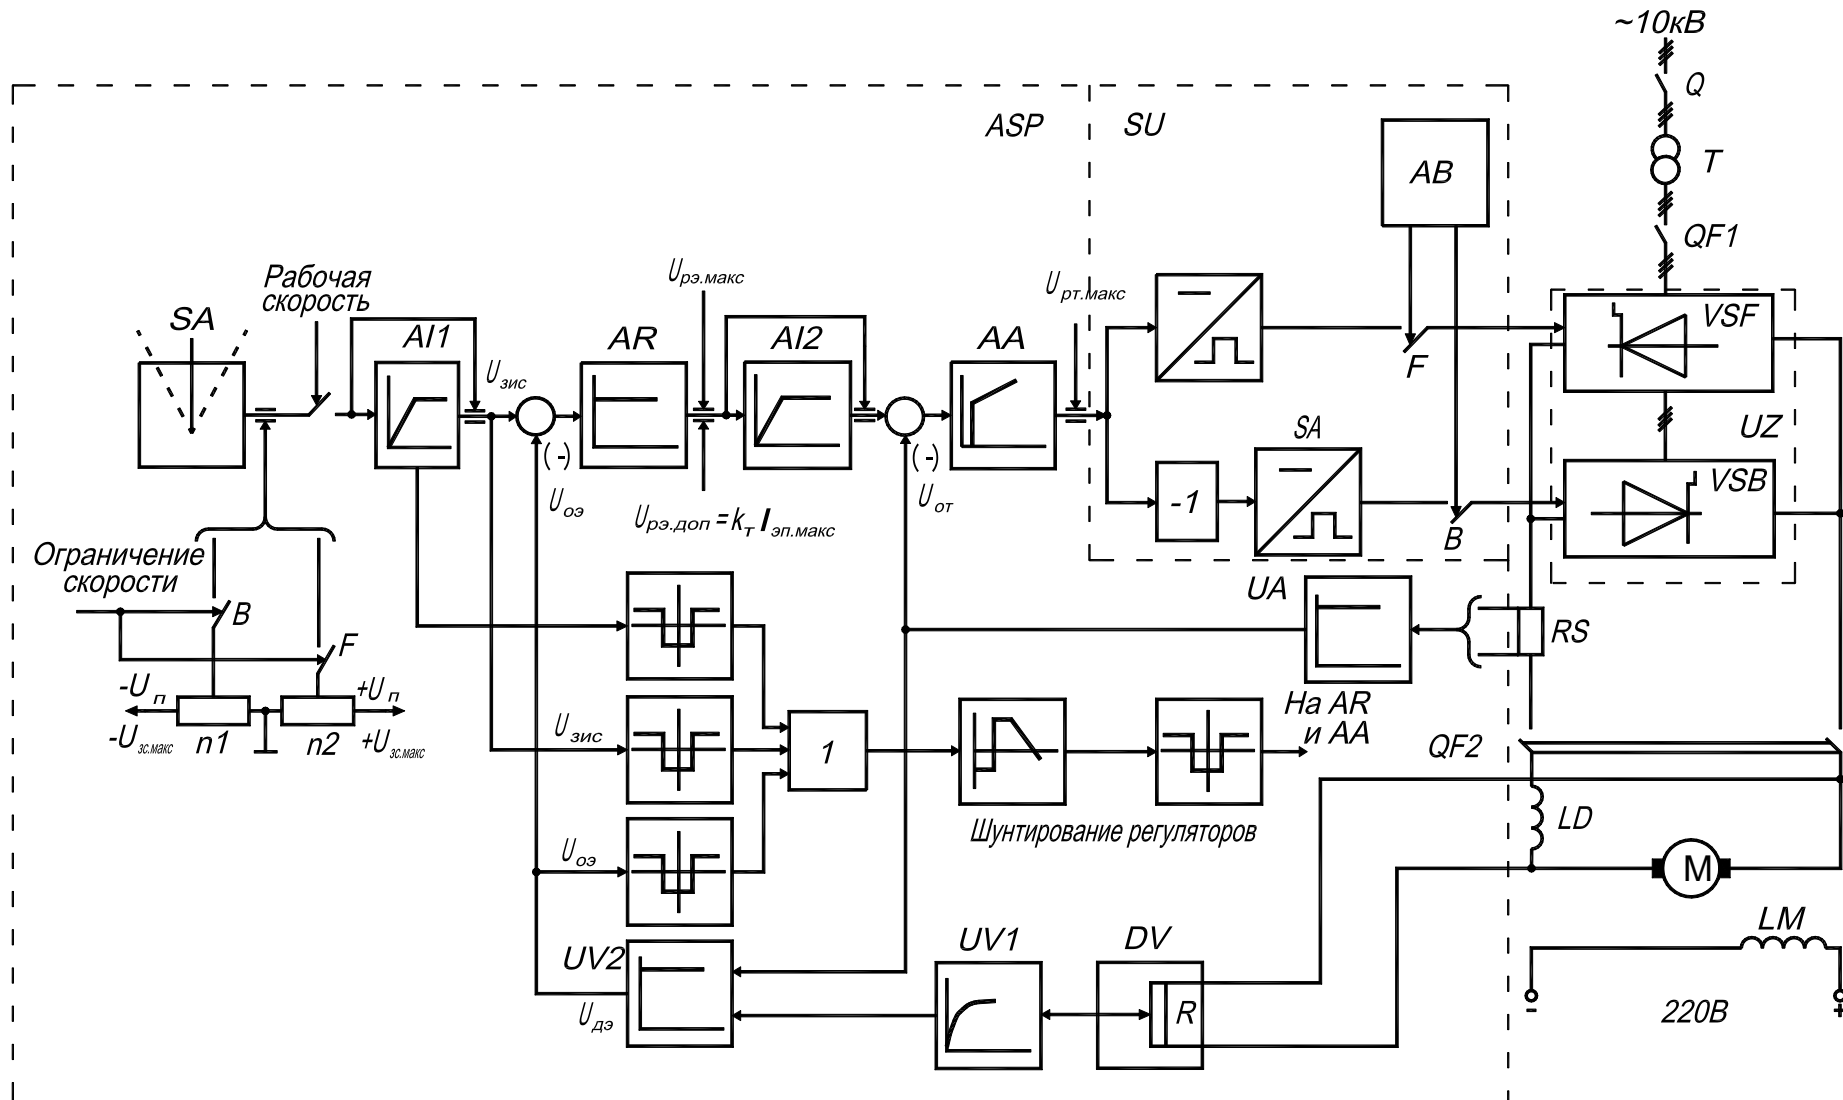 ~10кВ
Q
ASP
SU
AB
T
QF1
Рабочая
скорость
SA
AI1
Uзис
AR
Uрэ.макс
AI2
AA
Uрт.макс
F
VSF
UZ
(-)
Uоэ
Uрэ.доп = kт Iэп.макс
(-)
Uот
-1
SA
B
VSB
Ограничение
скорости
B
F
-Uп
+Uп
-Uзс.макс
n1
n2
+Uзс.макс
UA
RS
На AR
и AA
Uзис
1
QF2
Шунтирование регуляторов
LD
Uоэ
M
UV2
UV1
DV
LM
Uдэ
R
220В
-
+